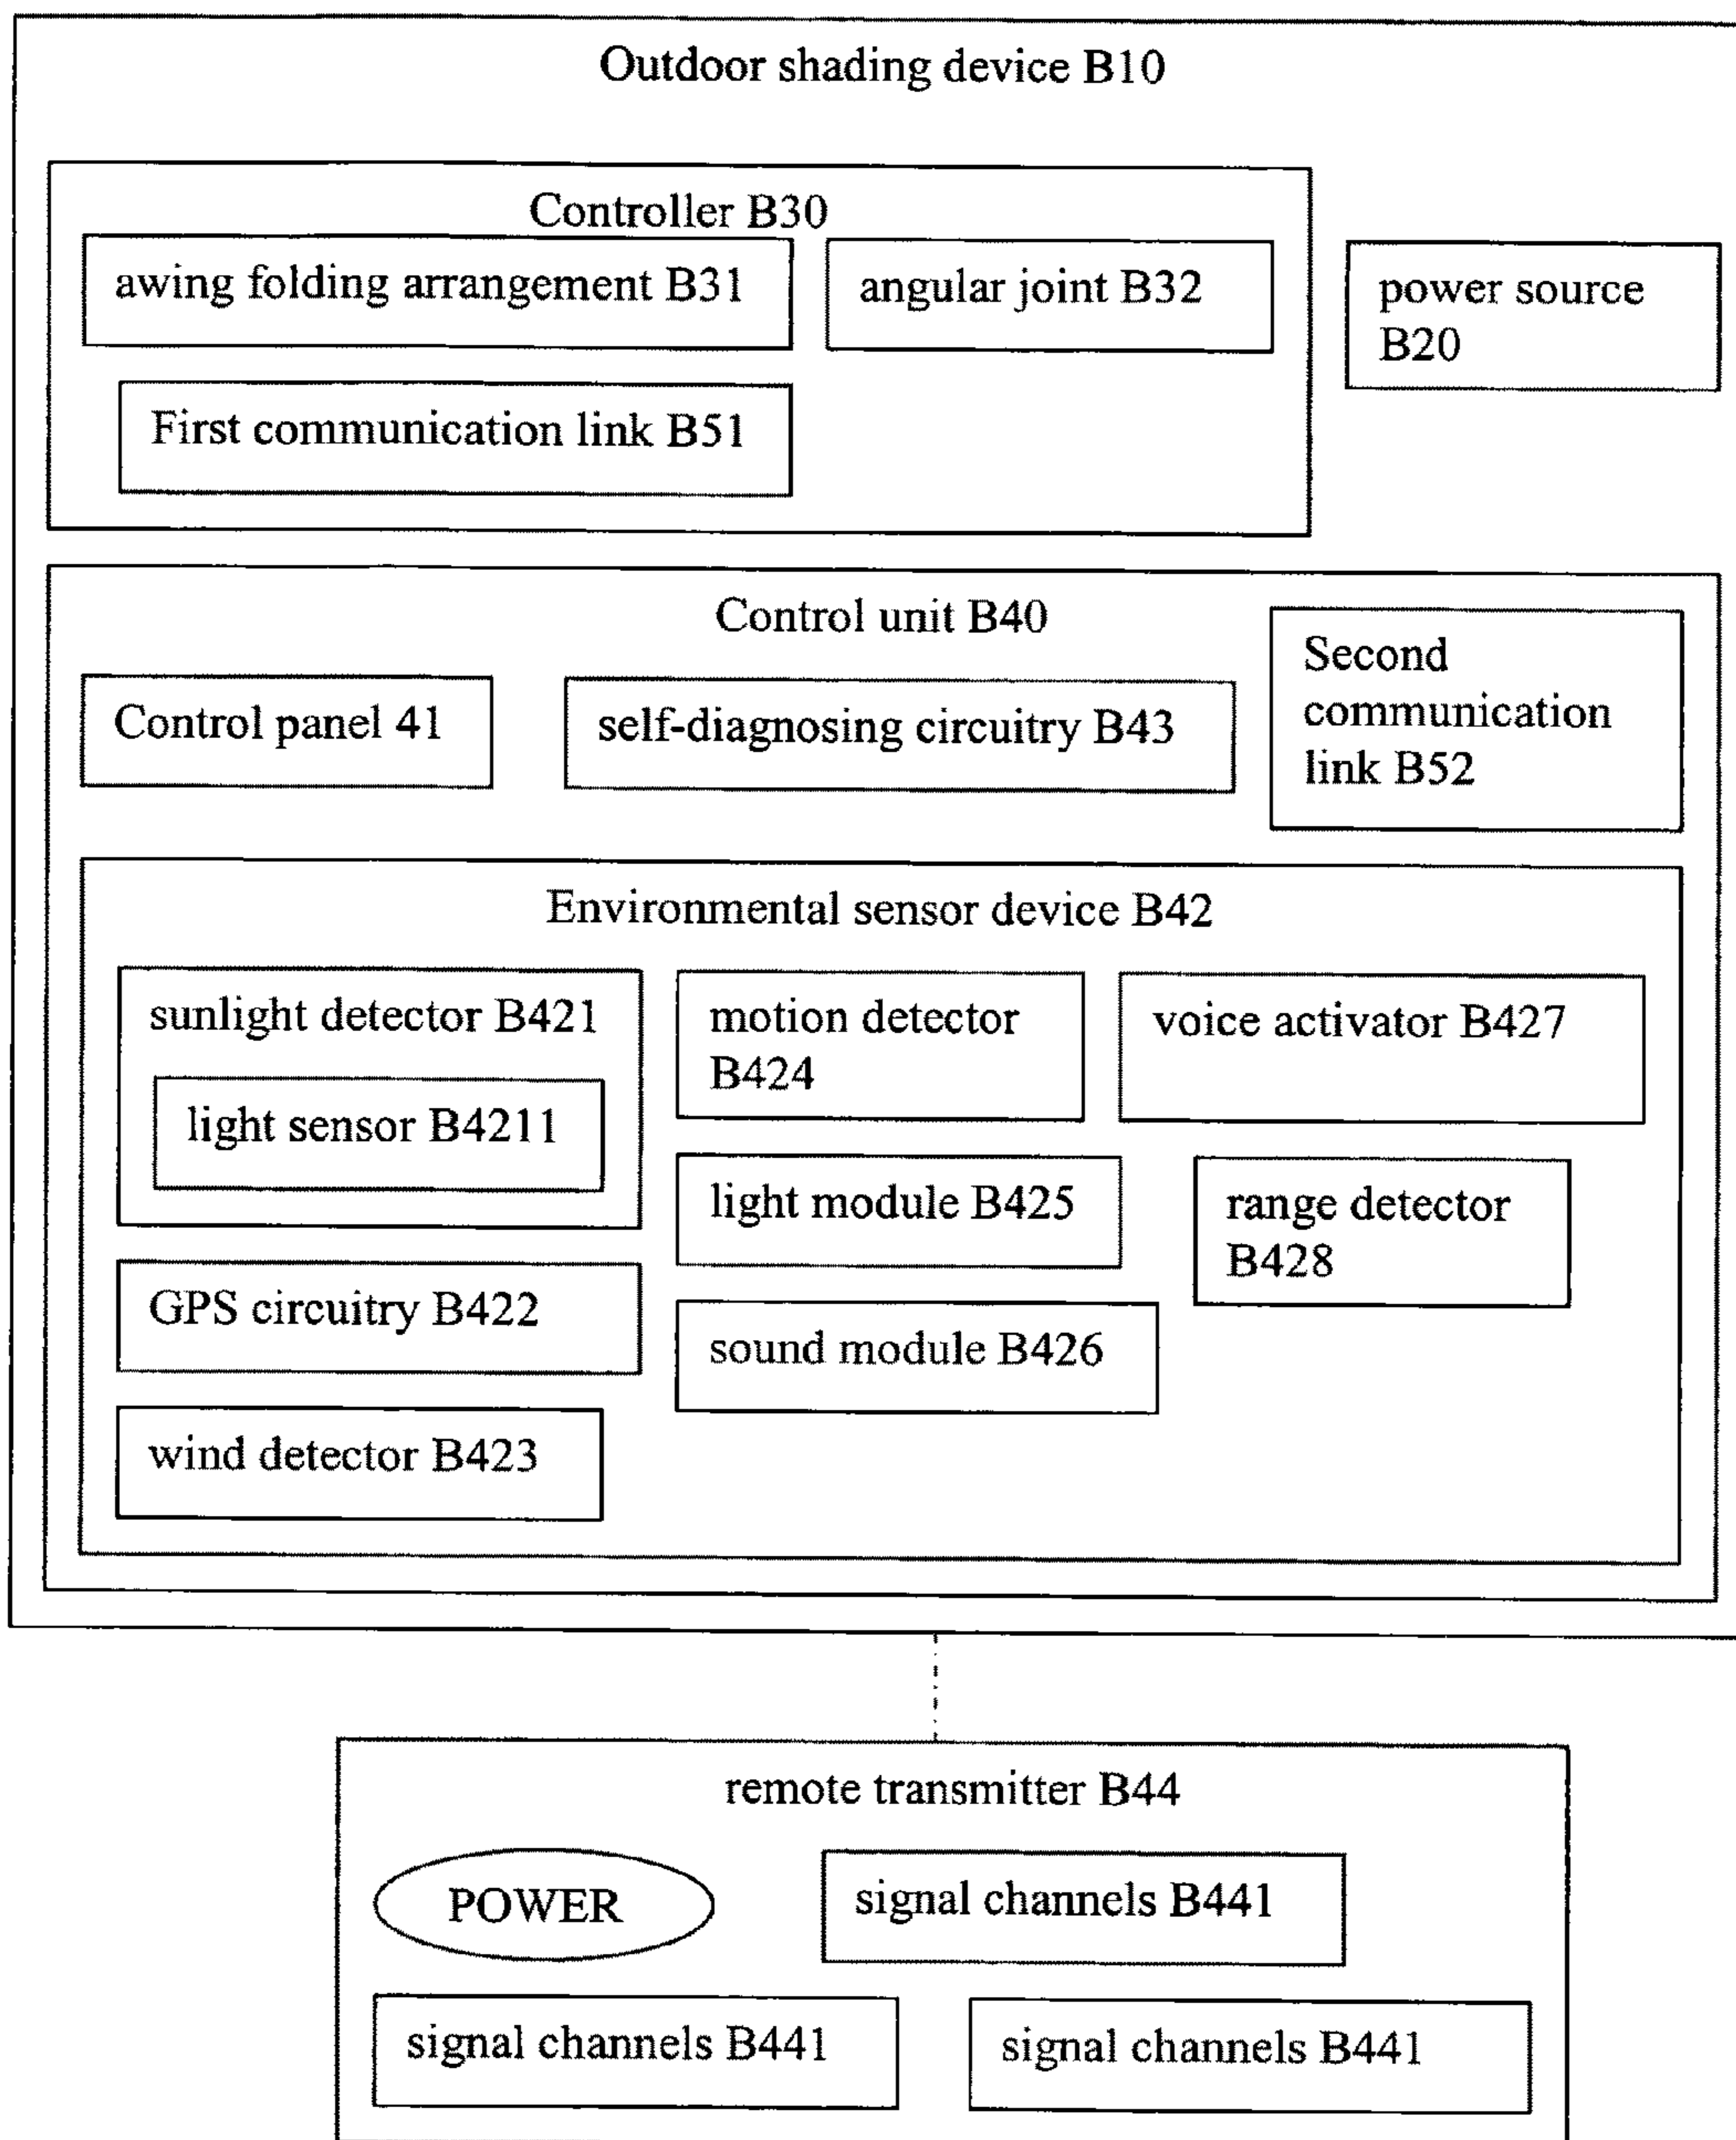 Outdoor shading device B10
Controller B30
awing folding arrangement B31
angular joint B32
power source
B20
First communication link B51
Control unit B40
Control panel 41
self-diagnosing circuitry B43
Second
communication
link B52
Environmental sensor device B42
sunlight detector B421
light sensor B4211
GPS circuitry B422
wind detector B423
motion detector
B424
light module B425
sound module B426
voice activator B427
range detector
B428
remote transmitter B44
POWER
signal channels B441
signal channels B441
signal channels B441